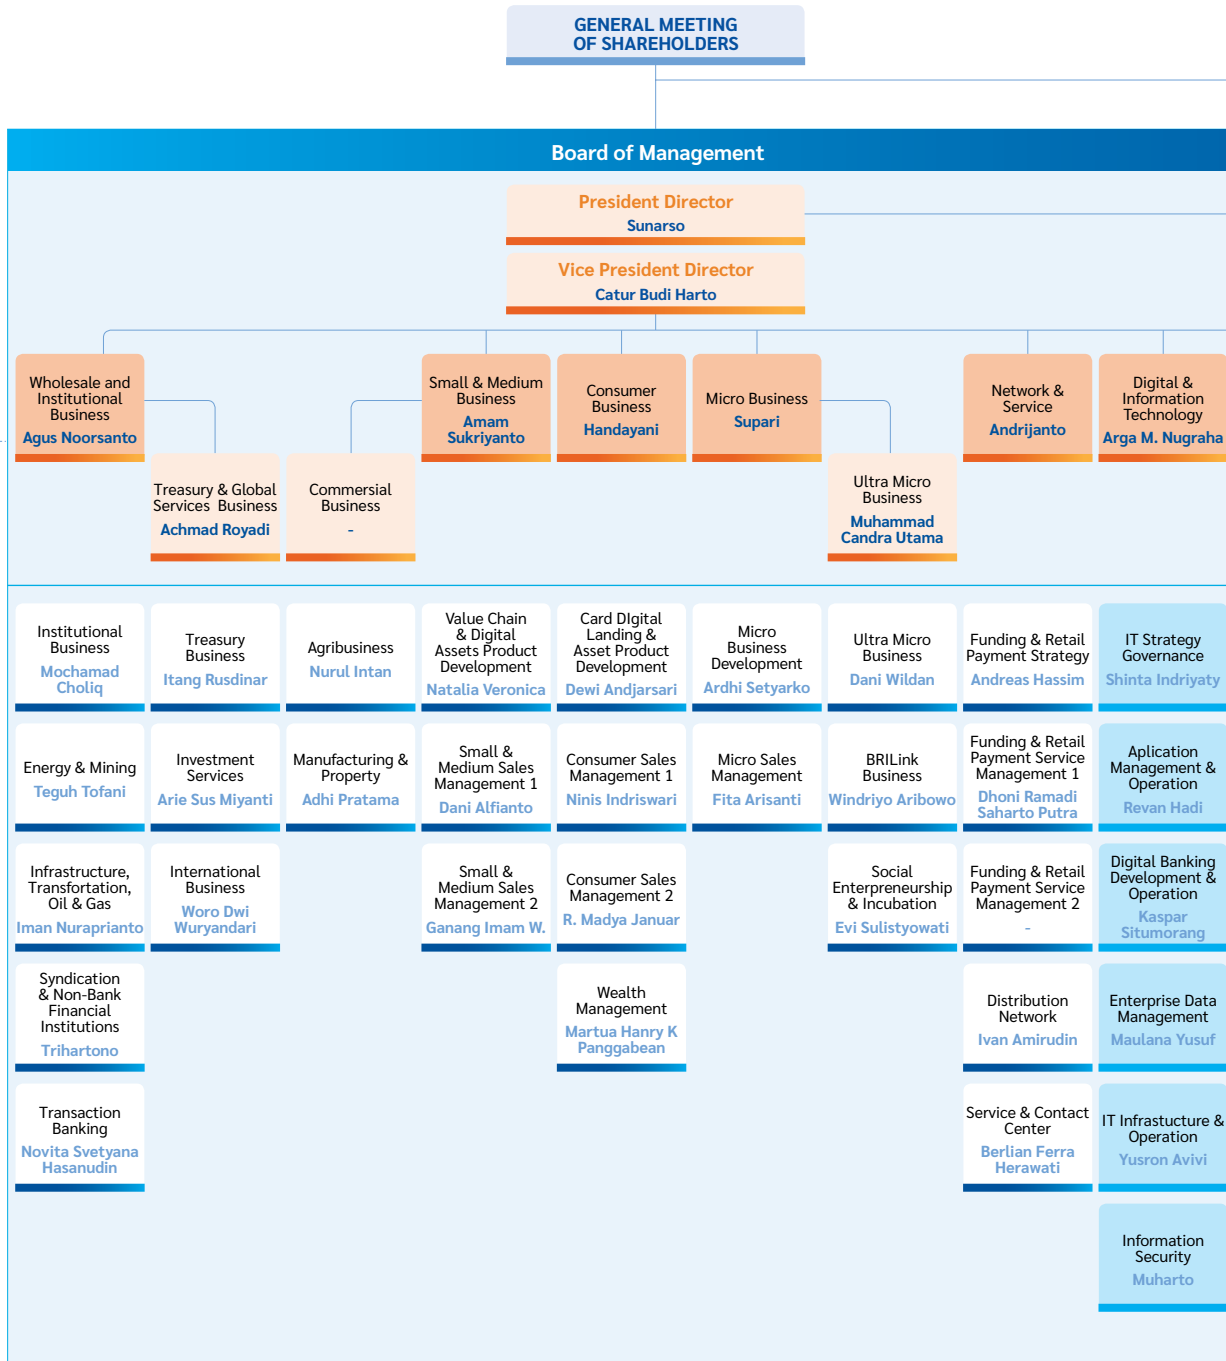 GENERAL MEETING
OF SHAREHOLDERS
Board of Management
President Director
Sunarso
Vice President Director
Catur Budi Harto
Wholesale and
Institutional
Business
Agus Noorsanto
Small & Medium
Business
Amam
Sukriyanto
Consumer
Business
Handayani
Micro Business
Supari
Network &
Service
Andrijanto
Digital &
Information
Technology
Arga M. Nugraha
Treasury & Global
Services Business
Achmad Royadi
Commersial
Business
-
Ultra Micro
Business
Muhammad
Candra Utama
Institutional
Business
Mochamad
Choliq
Treasury
Business
Itang Rusdinar
Agribusiness
Nurul Intan
Value Chain
& Digital
Assets Product
Development
Natalia Veronica
Card DIgital
Landing &
Asset Product
Development
Dewi Andjarsari
Micro
Business
Development
Ardhi Setyarko
Ultra Micro
Business
Dani Wildan
Funding & Retail
Payment Strategy
Andreas Hassim
IT Strategy
Governance
Shinta Indriyaty
Energy & Mining
Teguh Tofani
Investment
Services
Arie Sus Miyanti
Manufacturing &
Property
Adhi Pratama
Small &
Medium Sales
Management 1
Dani Alfianto
Consumer Sales
Management 1
Ninis Indriswari
Micro Sales
Management
Fita Arisanti
BRILink
Business
Windriyo Aribowo
Funding & Retail
Payment Service
Management 1
Dhoni Ramadi
Saharto Putra
Aplication
Management &
Operation
Revan Hadi
Infrastructure,
Transfortation,
Oil & Gas
Iman Nuraprianto
International
Business
Woro Dwi
Wuryandari
Small &
Medium Sales
Management 2
Ganang Imam W.
Consumer Sales
Management 2
R. Madya Januar
Social
Enterpreneurship
& Incubation
Evi Sulistyowati
Funding & Retail
Payment Service
Management 2
-
Digital Banking
Development &
Operation
Kaspar
Situmorang
Syndication
& Non-Bank
Financial
Institutions
Trihartono
Wealth
Management
Martua Hanry K
Panggabean
Distribution
Network
Ivan Amirudin
Enterprise Data
Management
Maulana Yusuf
Transaction
Banking
Novita Svetyana
Hasanudin
Service & Contact
Center
Berlian Ferra
Herawati
IT Infrastucture &
Operation
Yusron Avivi
Information
Security
Muharto